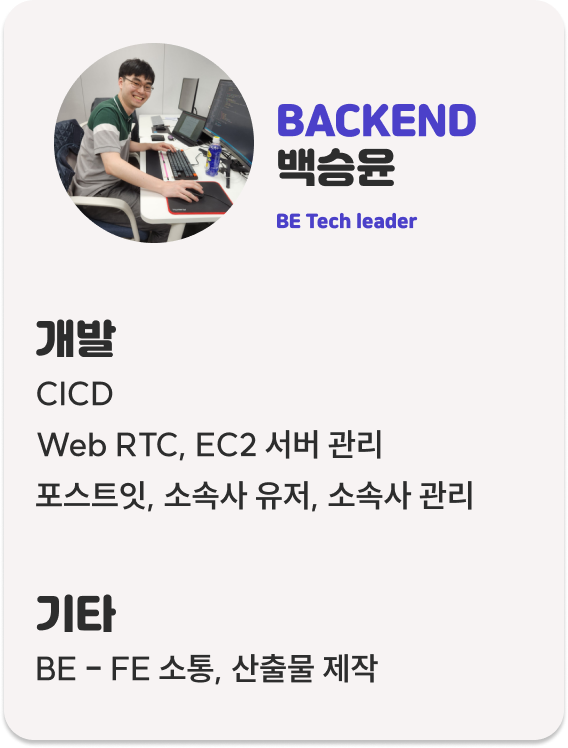 BACKEND
백승윤
BE Tech leader
개발
CICD
Web RTC, EC2 서버 관리
포스트잇, 소속사 유저, 소속사 관리
기타
BE - FE 소통, 산출물 제작